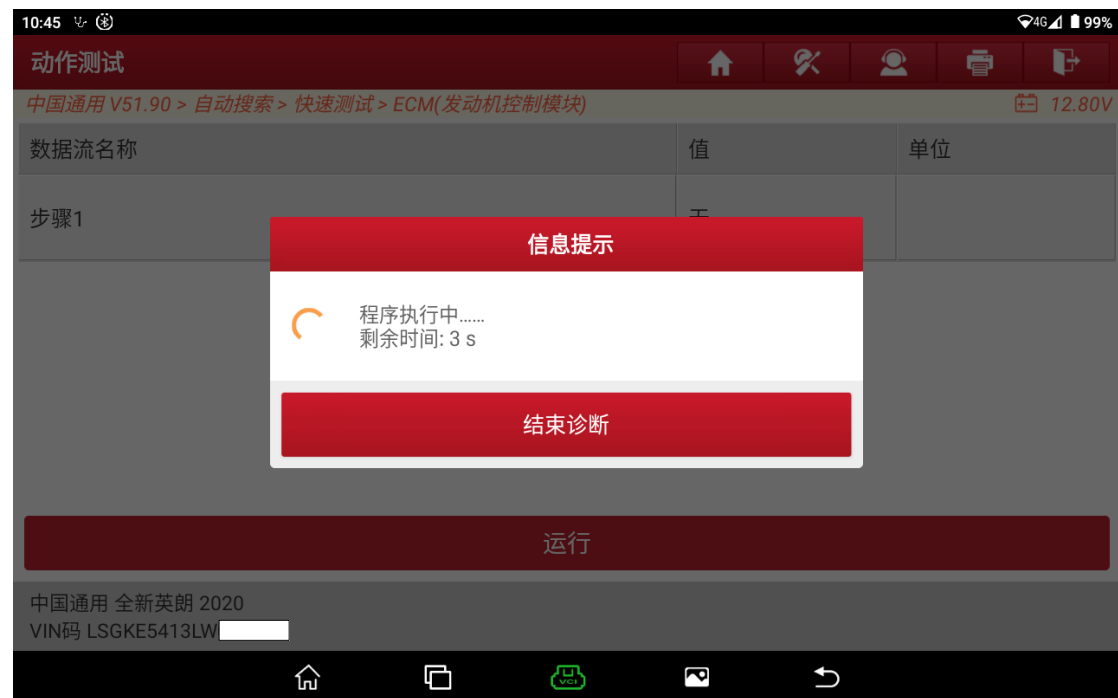 10:45
4G 99%
动作测试
中国通用 V51.90 > 自动搜索 > 快速测试 > ECM(发动机控制模块)
12.80V
数据流名称 值 单位
步骤1
信息提示
程序执行中......
剩余时间: 3 s
结束诊断
运行
中国通用 全新英朗 2020
VIN码 LSGKE5413LW
VCI